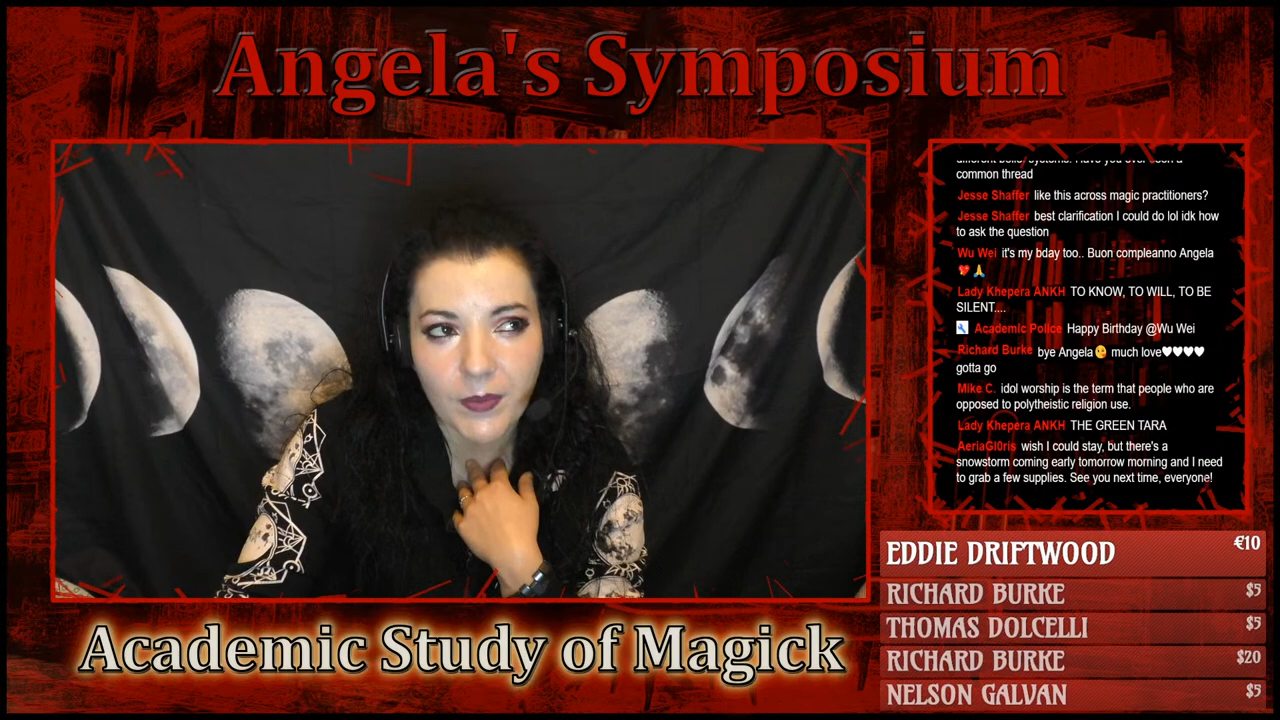 Angela's Symposium
common thread
Jesse Shaffer like this across magic practitioners?
Jesse Shaffer best clarification I could do lol idk how
to ask the question
Wu Wei it's my bday too.. Buon compleanno Angela
💖🙏
Lady Khepera ANKH TO KNOW, TO WILL, TO BE
SILENT....
Academic Police Happy Birthday @Wu Wei
Richard Burke bye Angela😘 much love🤍🤍🤍🤍
gotta go
Mike C. idol worship is the term that people who are
opposed to polytheistic religion use.
Lady Khepera ANKH THE GREEN TARA
AeriaGl0ris wish I could stay, but there's a
snowstorm coming early tomorrow morning and I need
to grab a few supplies. See you next time, everyone!
EDDIE DRIFTWOOD €10
RICHARD BURKE $5
THOMAS DOLCELLI $5
RICHARD BURKE $20
NELSON GALVAN $5
Academic Study of Magick